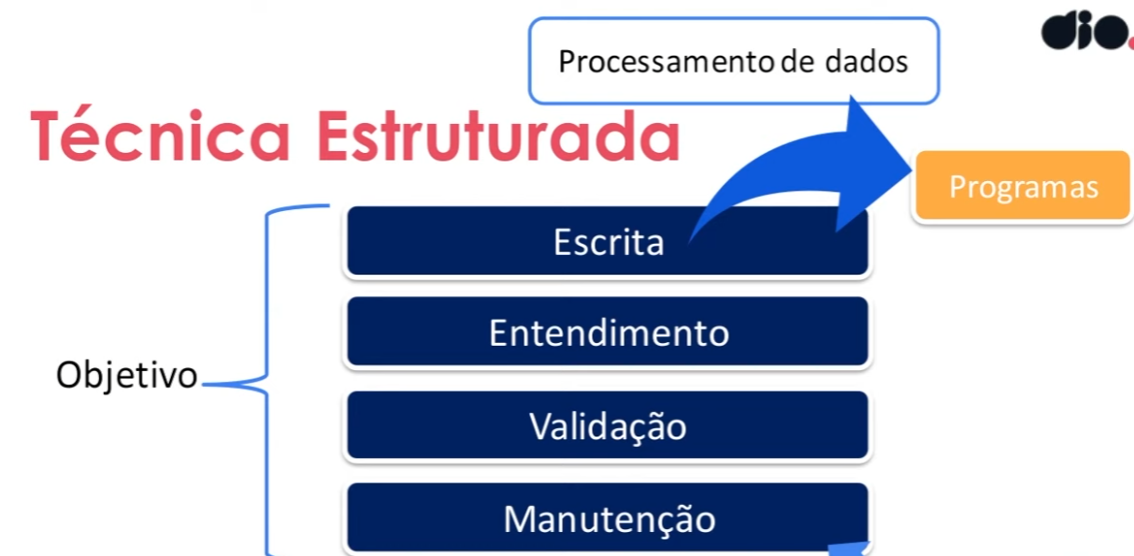 dio.
Processamento de dados
Técnica Estruturada
Programas
Escrita
Entendimento
Objetivo
Validação
Manutenção